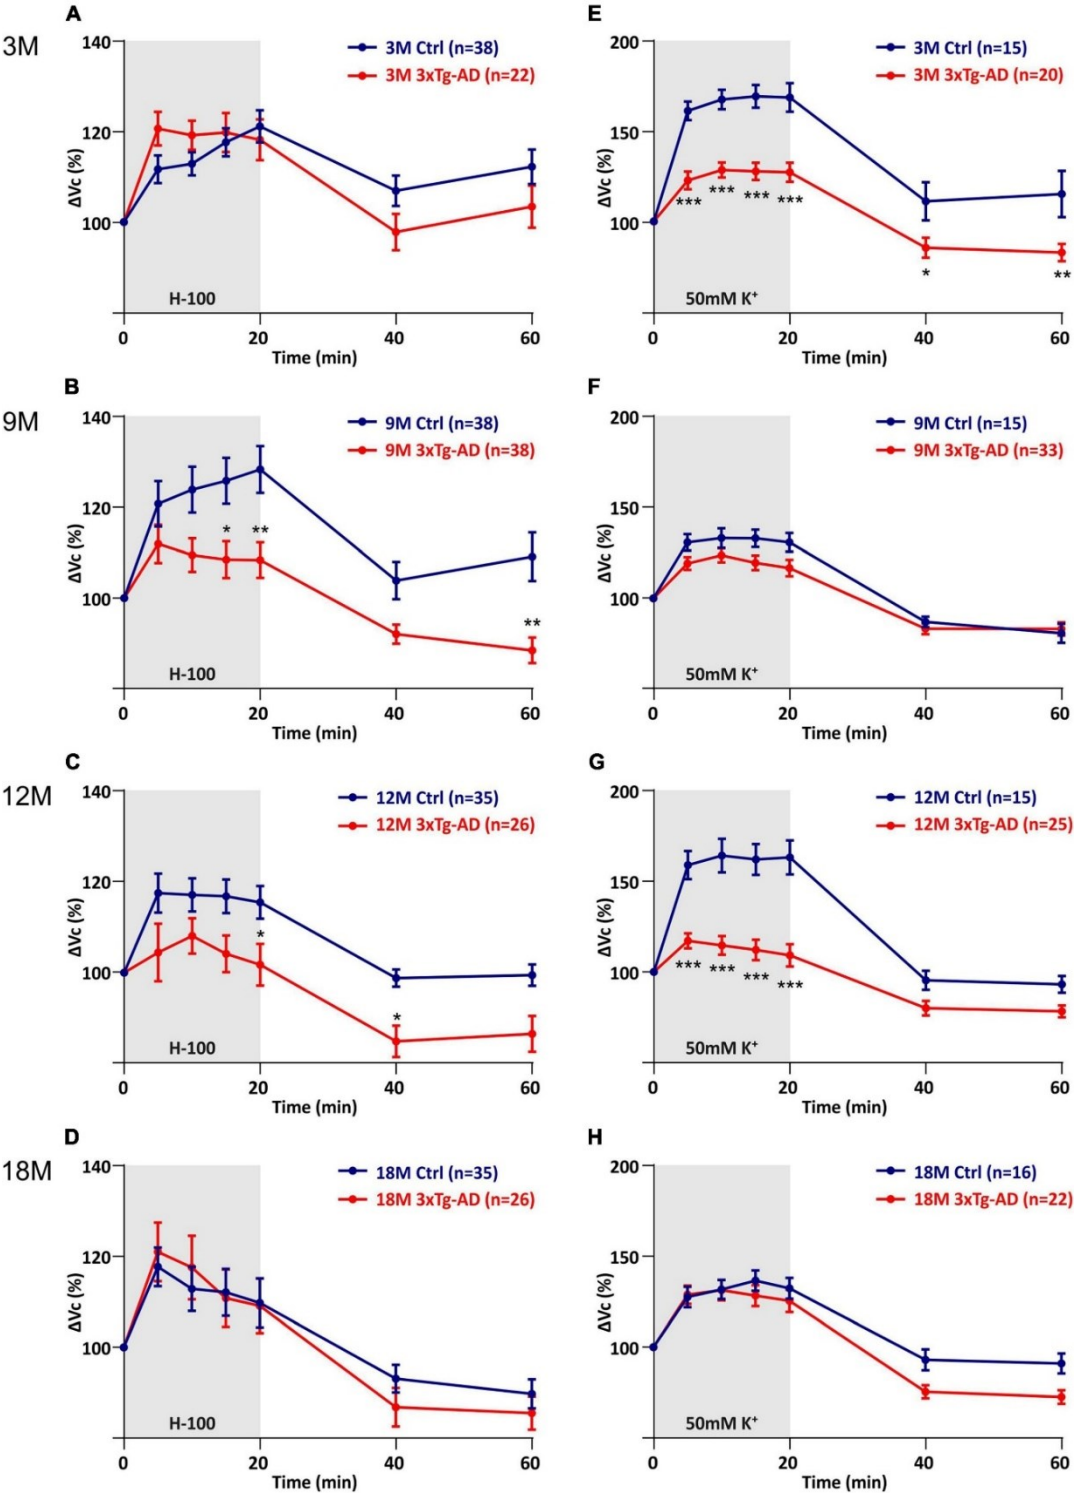 A
E
3M
140
3M Ctrl (n=38)
3M 3xTg-AD (n=22)
120
ΔVc (%)
100
H-100
0
20
40
60
Time (min)
200
3M Ctrl (n=15)
3M 3xTg-AD (n=20)
150
ΔVc (%)
*** *** *** ***
100
*
**
50mM K⁺
0
20
40
60
Time (min)
B
F
9M
140
9M Ctrl (n=38)
9M 3xTg-AD (n=38)
120
ΔVc (%)
* **
100
**
H-100
0
20
40
60
Time (min)
200
9M Ctrl (n=15)
9M 3xTg-AD (n=33)
150
ΔVc (%)
100
50mM K⁺
0
20
40
60
Time (min)
C
G
12M
140
12M Ctrl (n=35)
12M 3xTg-AD (n=26)
120
ΔVc (%)
*
100
*
H-100
0
20
40
60
Time (min)
200
12M Ctrl (n=15)
12M 3xTg-AD (n=25)
150
ΔVc (%)
100
*** *** *** ***
50mM K⁺
0
20
40
60
Time (min)
D
H
18M
140
18M Ctrl (n=35)
18M 3xTg-AD (n=26)
120
ΔVc (%)
100
H-100
0
20
40
60
Time (min)
200
18M Ctrl (n=16)
18M 3xTg-AD (n=22)
150
ΔVc (%)
100
50mM K⁺
0
20
40
60
Time (min)